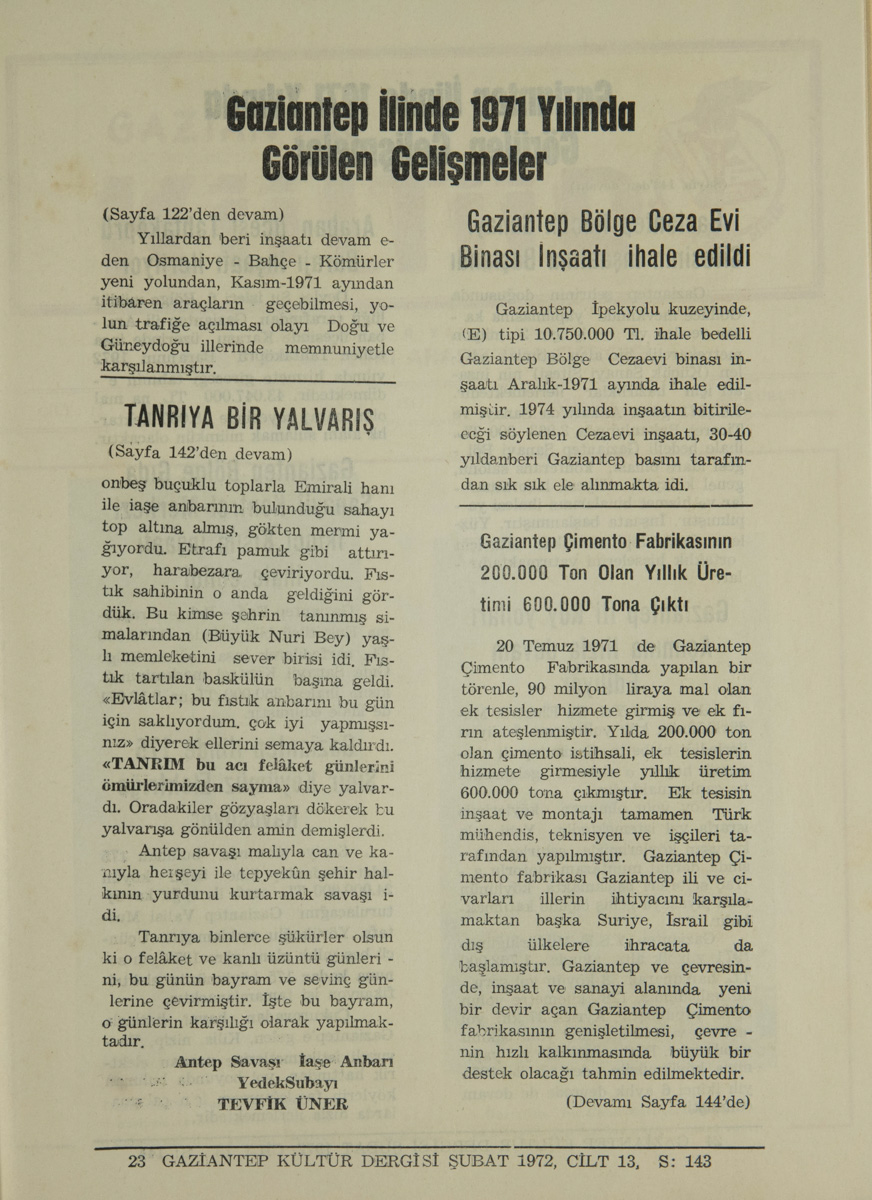 Gaziantep İlinde 1971 Yılında
Görülen Gelişmeler
(Sayfa 122'den devam)
Yıllardan beri inşaatı devam e-
den Osmaniye - Bahçe - Kömürler
yeni yolundan, Kasım-1971 ayından
itibaren araçların geçebilmesi, yo-
lun trafiğe açılması olayı Doğu ve
Güneydoğu illerinde memnuniyetle
karşılanmıştır.
TANRIYA BİR YALVARIŞ
(Sayfa 142'den devam)
onbeş buçuklu toplarla Emirali hanı
ile iaşe anbarının bulunduğu sahayı
top altına almış, gökten mermi ya-
ğıyordu. Etrafı pamuk gibi attırı-
yor, harabezara çeviriyordu. Fıs-
tık sahibinin o anda geldiğini gör-
dük. Bu kimse şehrin tanınmış si-
malarından (Büyük Nuri Bey) yaş-
lı memleketini sever birisi idi. Fıs-
tık tartılan baskülün başına geldi.
«Evlâtlar; bu fıstık anbarını bu gün
için saklıyordum. çok iyi yapmışsı-
nız» diyerek ellerini semaya kaldırdı.
«TANRIM bu acı felâket günlerini
ömürlerimizden sayma» diye yalvar-
dı. Oradakiler gözyaşları dökerek bu
yalvarışa gönülden amin demişlerdi.
Antep savaşı malıyla can ve ka-
nıyla herşeyi ile tepyekûn şehir hal-
kının yurdunu kurtarmak savaşı i-
di.
Tanrıya binlerce şükürler olsun
ki o felâket ve kanlı üzüntü günleri -
ni, bu günün bayram ve sevinç gün-
lerine çevirmiştir. İşte bu bayram,
o günlerin karşılığı olarak yapılmak-
tadır.
Antep Savaşı İaşe Anbarı
YedekSubayı
TEVFİK ÜNER
Gaziantep Bölge Ceza Evi
Binası İnşaatı ihale edildi
Gaziantep İpekyolu kuzeyinde,
(E) tipi 10.750.000 Tl. ihale bedelli
Gaziantep Bölge Cezaevi binası in-
şaatı Aralık-1971 ayında ihale edil-
miştir. 1974 yılında inşaatın bitirile-
ceği söylenen Cezaevi inşaatı, 30-40
yıldanberi Gaziantep basını tarafın-
dan sık sık ele alınmakta idi.
Gaziantep Çimento Fabrikasının
200.000 Ton Olan Yıllık Üre-
timi 600.000 Tona Çıktı
20 Temuz 1971 de Gaziantep
Çimento Fabrikasında yapılan bir
törenle, 90 milyon liraya mal olan
ek tesisler hizmete girmiş ve ek fı-
rın ateşlenmiştir. Yılda 200.000 ton
olan çimento istihsali, ek tesislerin
hizmete girmesiyle yıllık üretim
600.000 tona çıkmıştır. Ek tesisin
inşaat ve montajı tamamen Türk
mühendis, teknisyen ve işçileri ta-
rafından yapılmıştır. Gaziantep Çi-
mento fabrikası Gaziantep ili ve ci-
varları illerin ihtiyacını karşıla-
maktan başka Suriye, İsrail gibi
dış ülkelere ihracata da
başlamıştır. Gaziantep ve çevresin-
de, inşaat ve sanayi alanında yeni
bir devir açan Gaziantep Çimento
fabrikasının genişletilmesi, çevre -
nin hızlı kalkınmasında büyük bir
destek olacağı tahmin edilmektedir.
(Devamı Sayfa 144'de)
23 GAZİANTEP KÜLTÜR DERGİSİ ŞUBAT 1972, CİLT 13, S: 143